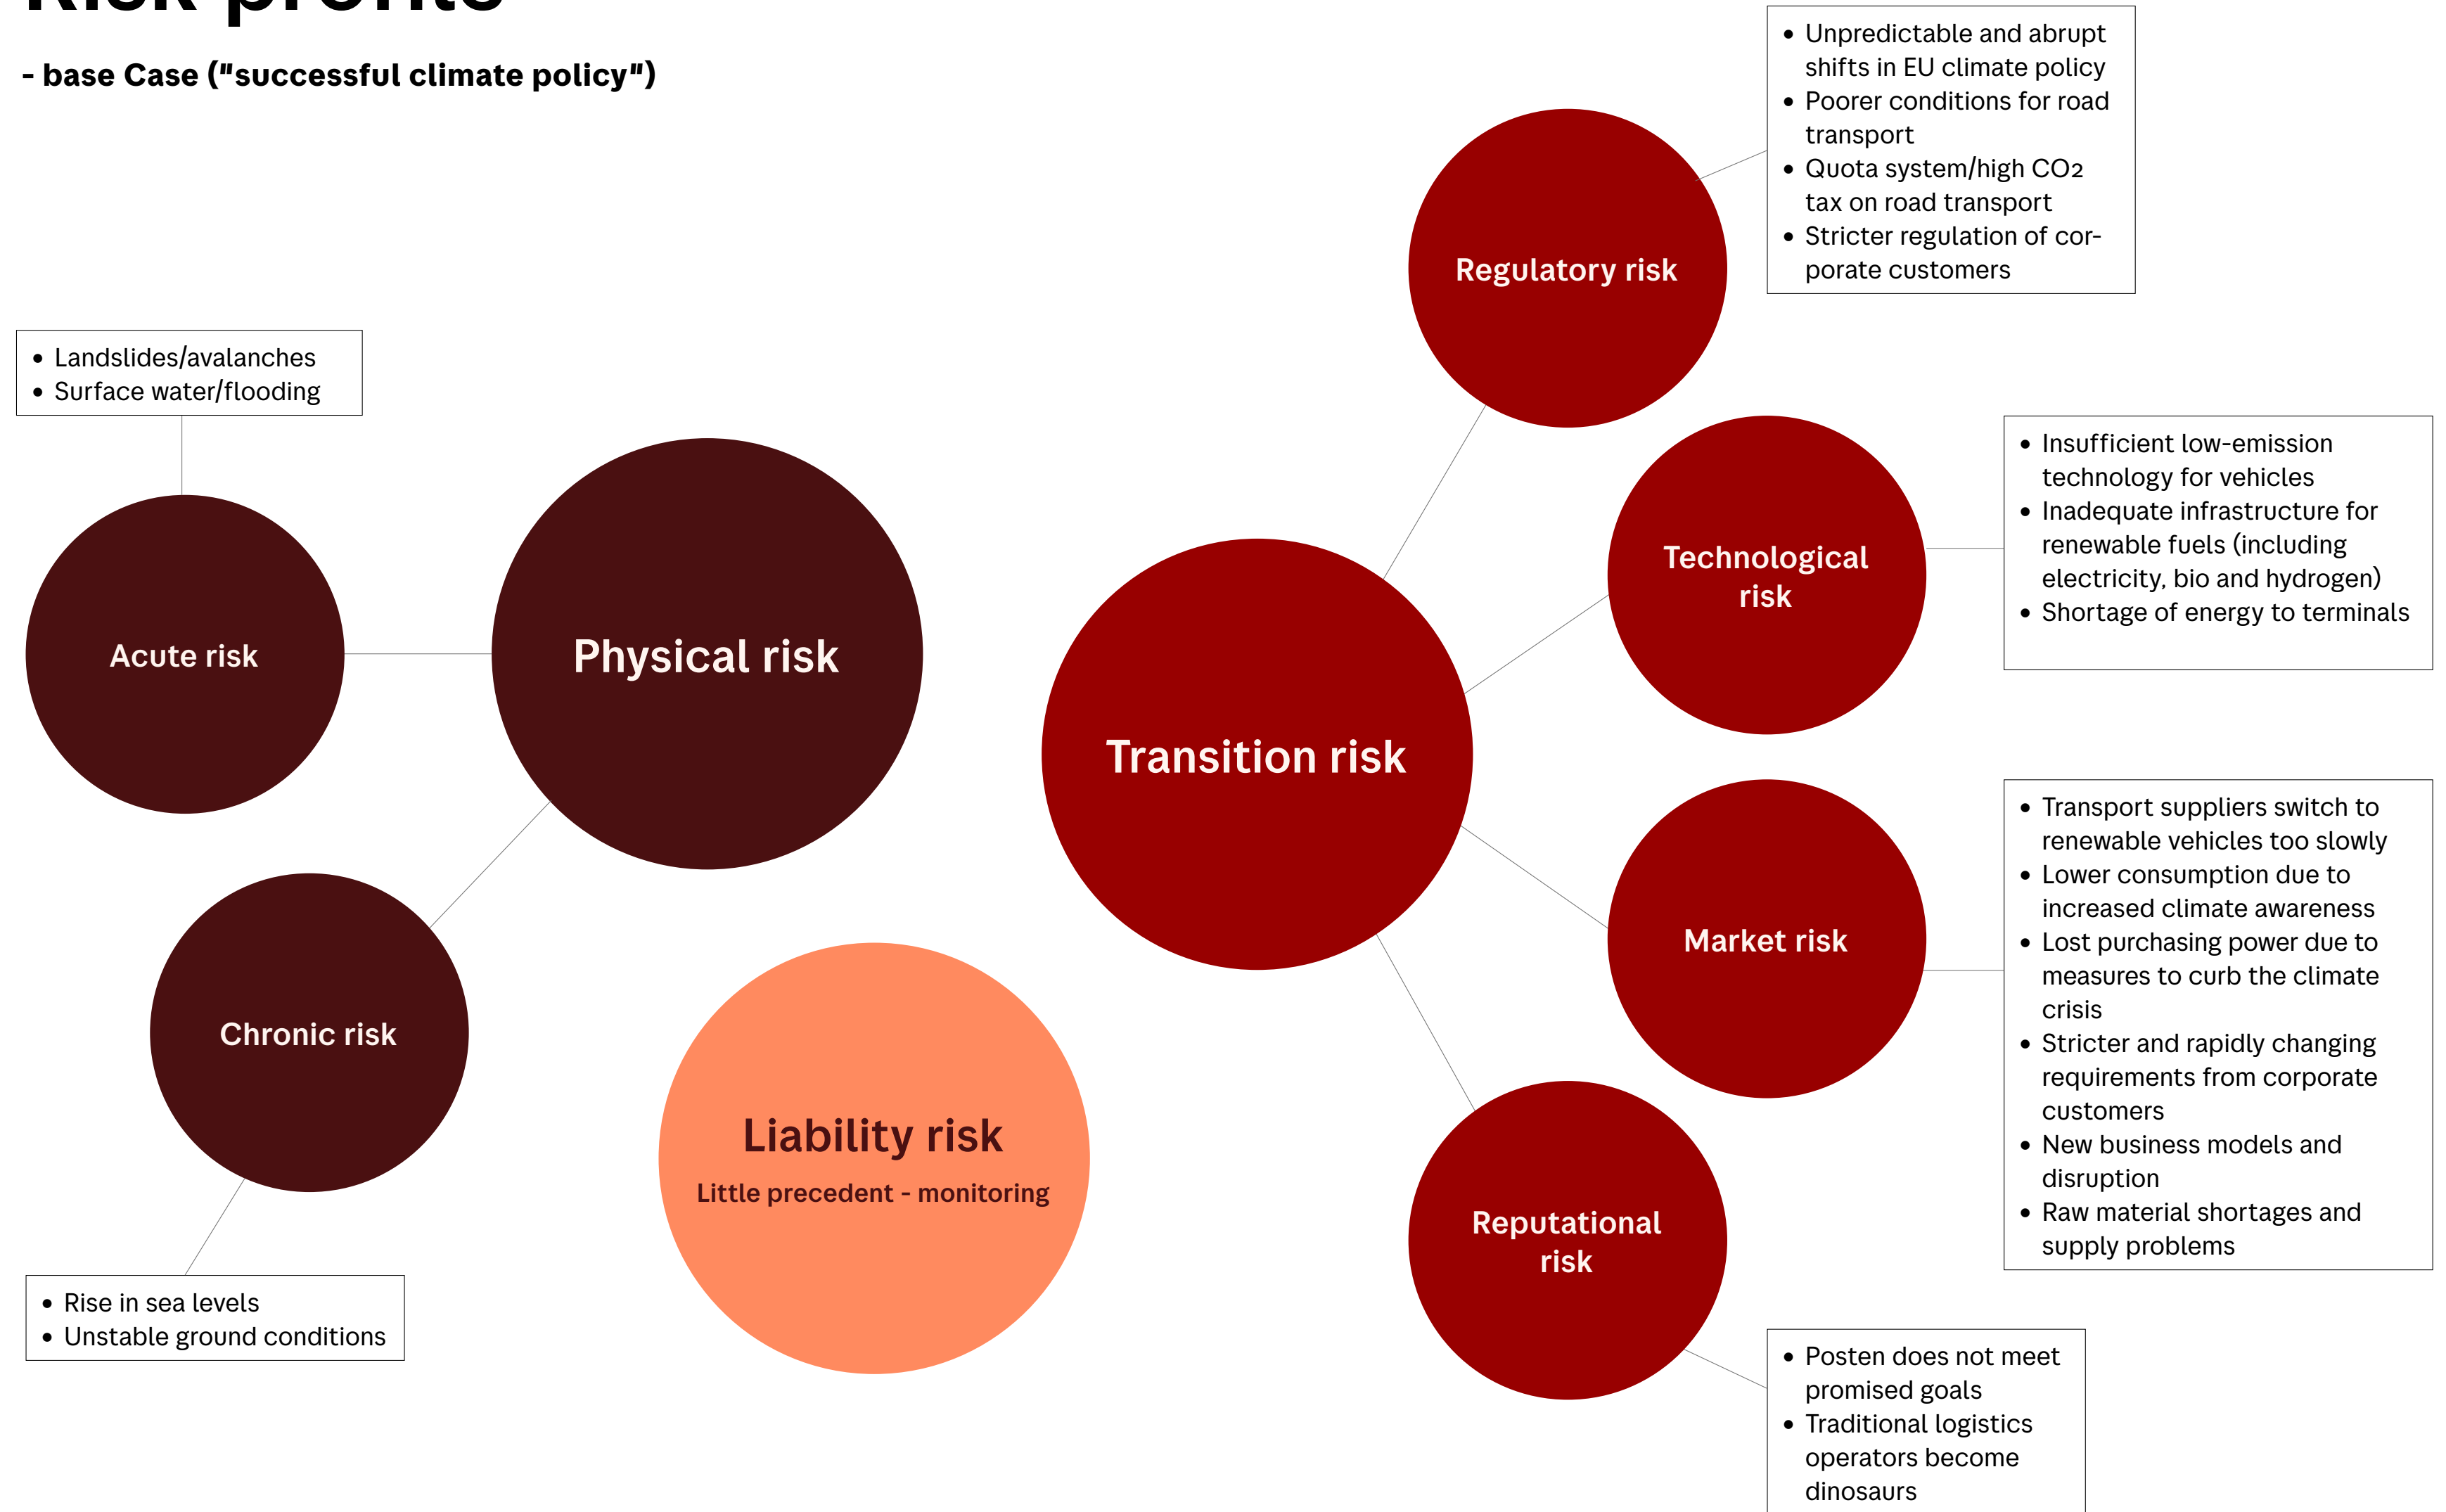 Risk profile
- base Case ("successful climate policy")
• Unpredictable and abrupt
shifts in EU climate policy
• Poorer conditions for road
transport
• Quota system/high CO2
tax on road transport
• Stricter regulation of cor-
porate customers
Regulatory risk
• Landslides/avalanches
• Surface water/flooding
Acute risk
Physical risk
Chronic risk
• Rise in sea levels
• Unstable ground conditions
Liability risk
Little precedent - monitoring
Transition risk
Technological
risk
• Insufficient low-emission
technology for vehicles
• Inadequate infrastructure for
renewable fuels (including
electricity, bio and hydrogen)
• Shortage of energy to terminals
Market risk
• Transport suppliers switch to
renewable vehicles too slowly
• Lower consumption due to
increased climate awareness
• Lost purchasing power due to
measures to curb the climate
crisis
• Stricter and rapidly changing
requirements from corporate
customers
• New business models and
disruption
• Raw material shortages and
supply problems
Reputational
risk
• Posten does not meet
promised goals
• Traditional logistics
operators become
dinosaurs